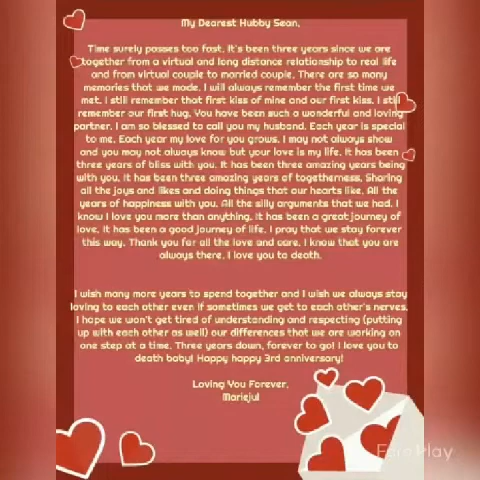 My Dearest Hubby Sean,
Time surely passes too fast. It's been three years since we are
together from a virtual and long distance relationship to real life
and from virtual couple to married couple. There are so many
memories that we made. I will always remember the first time we
met. I still remember that first kiss of mine and our first kiss. I still
remember our first hug. You have been such a wonderful and loving
partner. I am so blessed to call you my husband. Each year is special
to me. Each year my love for you grows. I may not always show
and you may not always know but your love is my life. It has been
three years of bliss with you. It has been three amazing years being
with you. It has been three amazing years of togetherness. Sharing
all the joys and likes and doing things that our hearts like. All the
years of happiness with you. All the silly arguments that we had. I
know I love you more than anything. It has been a great journey of
love. It has been a good journey of life. I pray that we stay forever
this way. Thank you for all the love and care. I know that you are
always there. I love you to death.
I wish many more years to spend together and I wish we always stay
loving to each other even if sometimes we get to each other's nerves.
I hope we won't get tired of understanding and respecting (putting
up with each other as well) our differences that we are working on
one step at a time. Three years down, forever to go! I love you to
death baby! Happy happy 3rd anniversary!
Loving You Forever,
Mariejul